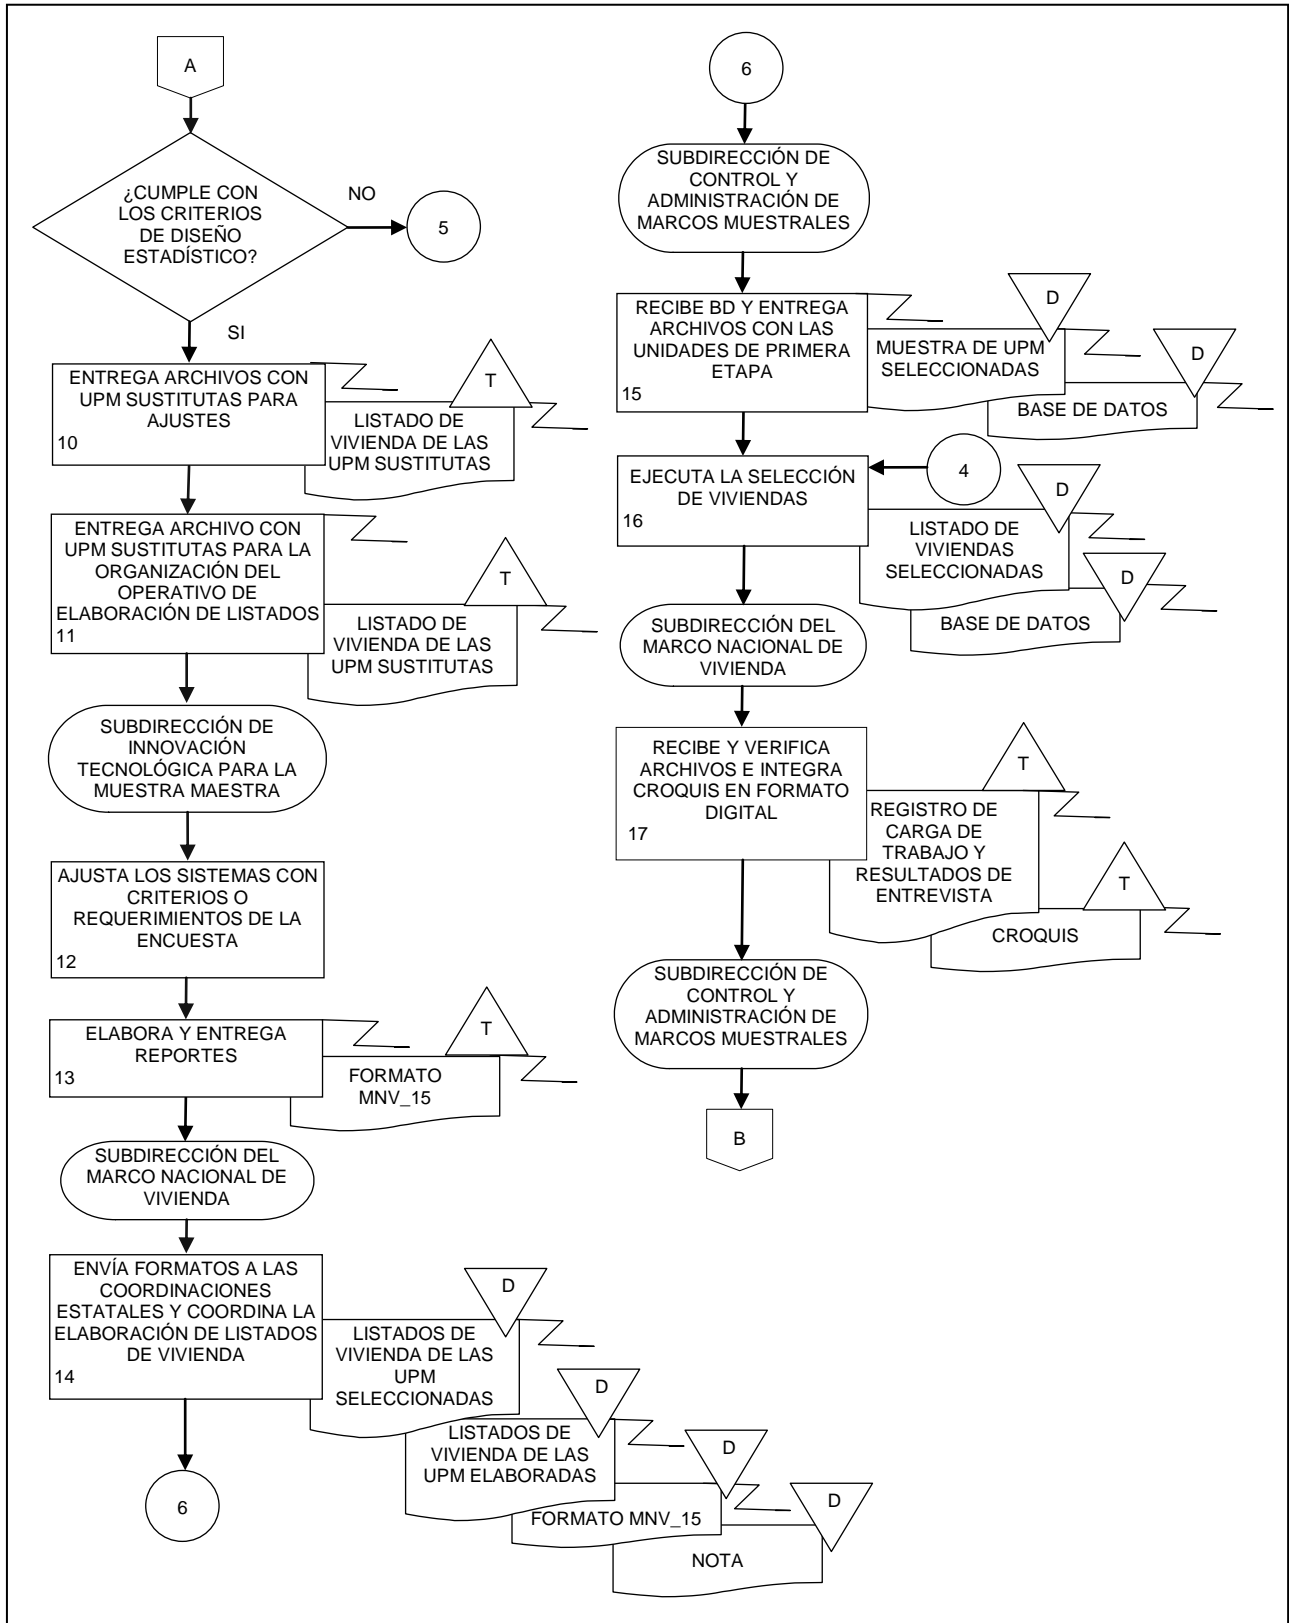 A
¿CUMPLE CON
LOS CRITERIOS
DE DISEÑO
ESTADÍSTICO?
NO
5
SI
ENTREGA ARCHIVOS CON
UPM SUSTITUTAS PARA
AJUSTES
10
T
LISTADO DE
VIVIENDA DE LAS
UPM SUSTITUTAS
ENTREGA ARCHIVO CON
UPM SUSTITUTAS PARA LA
ORGANIZACIÓN DEL
OPERATIVO DE
ELABORACIÓN DE LISTADOS
11
T
LISTADO DE
VIVIENDA DE LAS
UPM SUSTITUTAS
SUBDIRECCIÓN DE
INNOVACIÓN
TECNOLÓGICA PARA LA
MUESTRA MAESTRA
AJUSTA LOS SISTEMAS CON
CRITERIOS O
REQUERIMIENTOS DE LA
ENCUESTA
12
ELABORA Y ENTREGA
REPORTES
13
T
FORMATO
MNV_15
SUBDIRECCIÓN DEL
MARCO NACIONAL DE
VIVIENDA
ENVÍA FORMATOS A LAS
COORDINACIONES
ESTATALES Y COORDINA LA
ELABORACIÓN DE LISTADOS
DE VIVIENDA
14
D
LISTADOS DE
VIVIENDA DE LAS
UPM
SELECCIONADAS
D
LISTADOS DE
VIVIENDA DE LAS
UPM ELABORADAS
D
FORMATO MNV_15
D
NOTA
6
6
SUBDIRECCIÓN DE
CONTROL Y
ADMINISTRACIÓN DE
MARCOS MUESTRALES
RECIBE BD Y ENTREGA
ARCHIVOS CON LAS
UNIDADES DE PRIMERA
ETAPA
15
D
MUESTRA DE UPM
SELECCIONADAS
D
BASE DE DATOS
EJECUTA LA SELECCIÓN
DE VIVIENDAS
16
4
D
LISTADO DE
VIVIENDAS
SELECCIONADAS
D
BASE DE DATOS
SUBDIRECCIÓN DEL
MARCO NACIONAL DE
VIVIENDA
RECIBE Y VERIFICA
ARCHIVOS E INTEGRA
CROQUIS EN FORMATO
DIGITAL
17
T
REGISTRO DE
CARGA DE
TRABAJO Y
RESULTADOS DE
ENTREVISTA
T
CROQUIS
SUBDIRECCIÓN DE
CONTROL Y
ADMINISTRACIÓN DE
MARCOS MUESTRALES
B